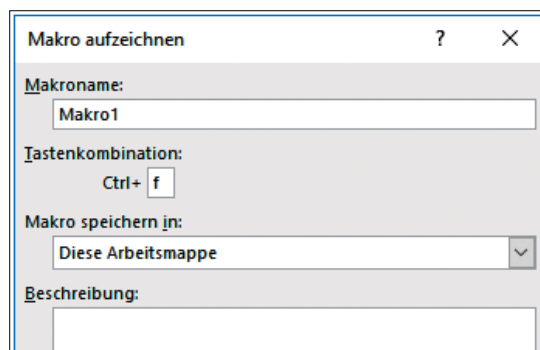 Makro aufzeichnen ? ×
Makroname:
Makro1
Tastenkombination:
Ctrl+ f
Makro speichern in:
Diese Arbeitsmappe
Beschreibung: